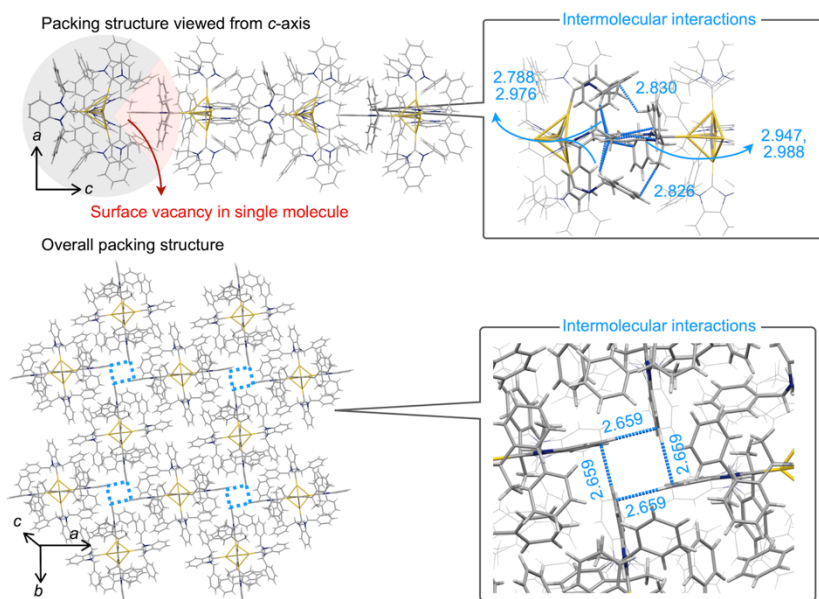 Packing structure viewed from c-axis
Intermolecular interactions
2.788,
2.976
2.830
2.947,
2.988
2.826
a
c
Surface vacancy in single molecule
Overall packing structure
Intermolecular interactions
2.659
2.659
2.659
2.659
c
a
b